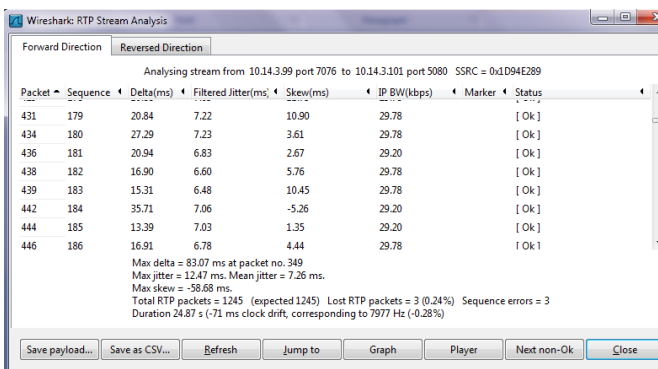 Wireshark: RTP Stream Analysis
Forward Direction Reversed Direction
Analysing stream from 10.14.3.99 port 7076 to 10.14.3.101 port 5080 SSRC = 0x1D94E289
Packet Sequence Delta(ms) Filtered Jitter(ms) Skew(ms) IP BW(kbps) Marker Status
431 179 20.84 7.22 10.90 29.78 [ Ok ]
434 180 27.29 7.23 3.61 29.78 [ Ok ]
436 181 20.94 6.83 2.67 29.20 [ Ok ]
438 182 16.90 6.60 5.76 29.78 [ Ok ]
439 183 15.31 6.48 10.45 29.78 [ Ok ]
442 184 35.71 7.06 -5.26 29.20 [ Ok ]
444 185 13.39 7.03 1.35 29.20 [ Ok ]
446 186 16.91 6.78 4.44 29.78 [ Ok ]
Max delta = 83.07 ms at packet no. 349
Max jitter = 12.47 ms. Mean jitter = 7.26 ms.
Max skew = -58.68 ms.
Total RTP packets = 1245 (expected 1245) Lost RTP packets = 3 (0.24%) Sequence errors = 3
Duration 24.87 s (-71 ms clock drift, corresponding to 7977 Hz (-0.28%)
Save payload... Save as CSV... Refresh Jump to Graph Player Next non-Ok Close